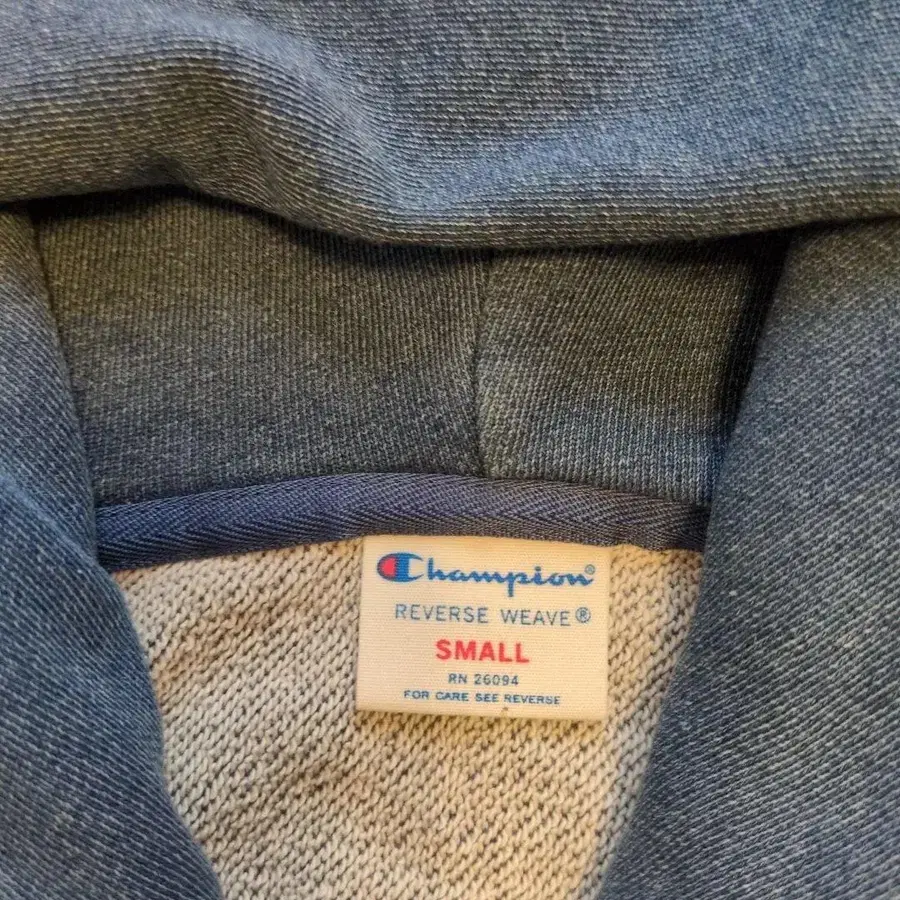 Champion®
REVERSE WEAVE®
SMALL
RN 26094
FOR CARE SEE REVERSE